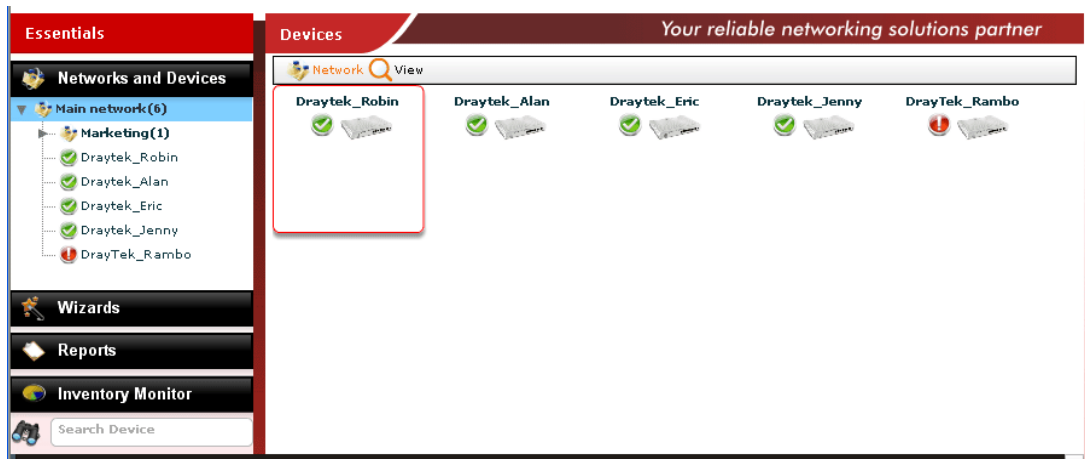 Essentials
Devices
Your reliable networking solutions partner
Networks and Devices
Network View
Main network(6)
Marketing(1)
Draytek_Robin
Draytek_Alan
Draytek_Eric
Draytek_Jenny
DrayTek_Rambo
Draytek_Robin
Draytek_Alan
Draytek_Eric
Draytek_Jenny
DrayTek_Rambo
Wizards
Reports
Inventory Monitor
Search Device